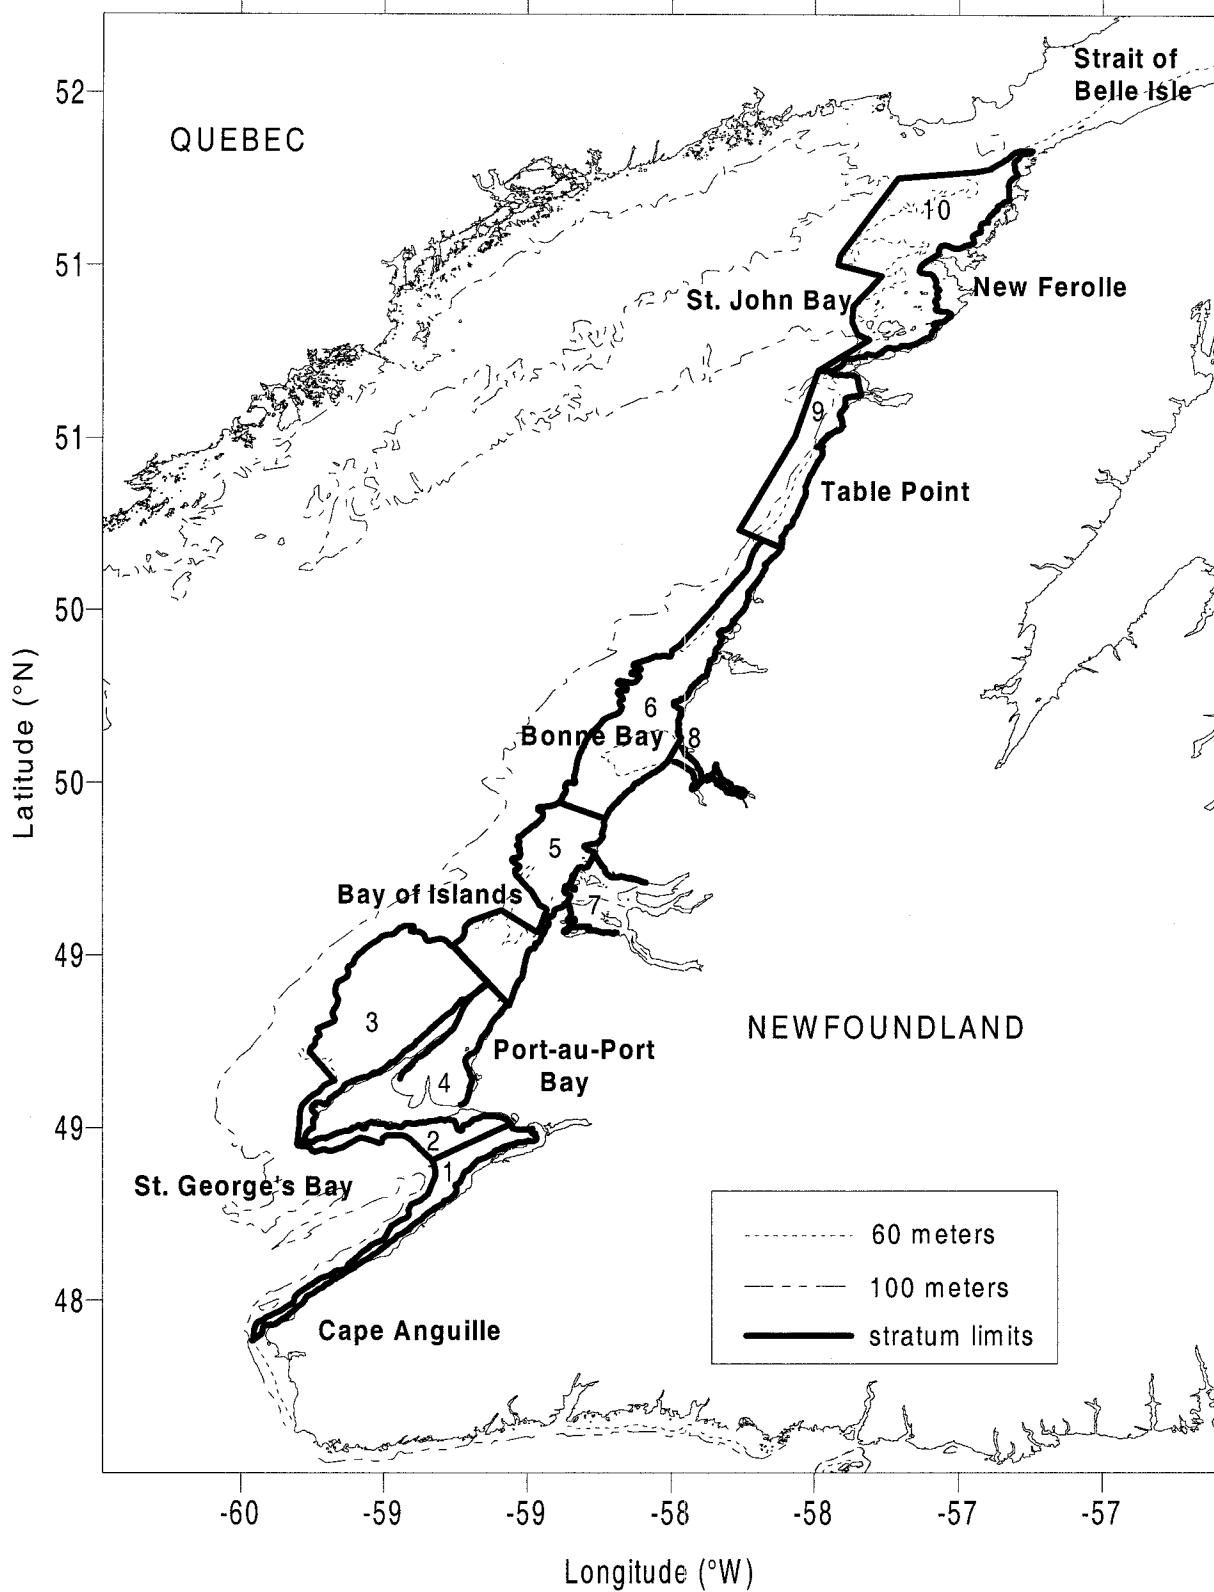 Strait of
Belle Isle
52
QUEBEC
10
51
New Ferolle
St. John Bay
9
51
Table Point
50
6
Bonne Bay
8
50
5
Bay of Islands
7
49
3
NEWFOUNDLAND
Port-au-Port
Bay
4
49
2
1
St. George's Bay
60 meters
100 meters
stratum limits
48
Cape Anguille
Latitude (°N)
-60
-59
-59
-58
-58
-57
-57
Longitude (°W)